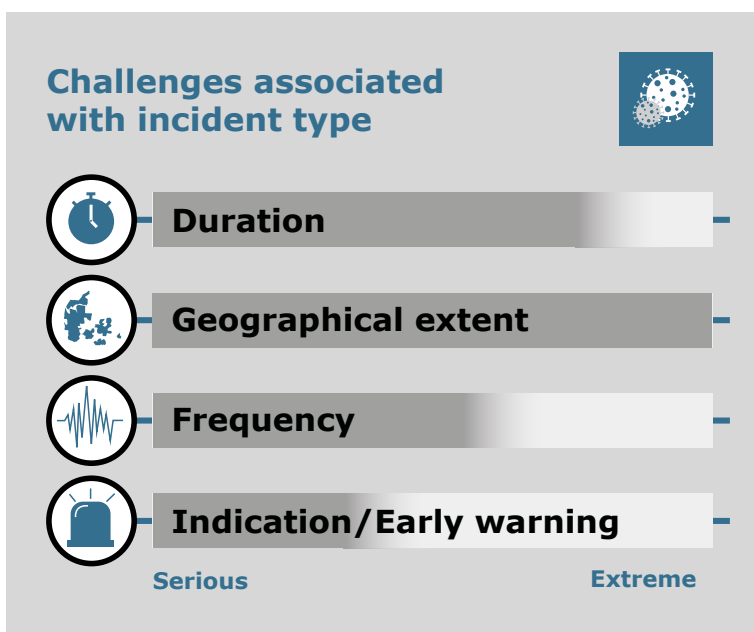 Challenges associated
with incident type
Duration
Geographical extent
Frequency
Indication/Early warning
Serious
Extreme